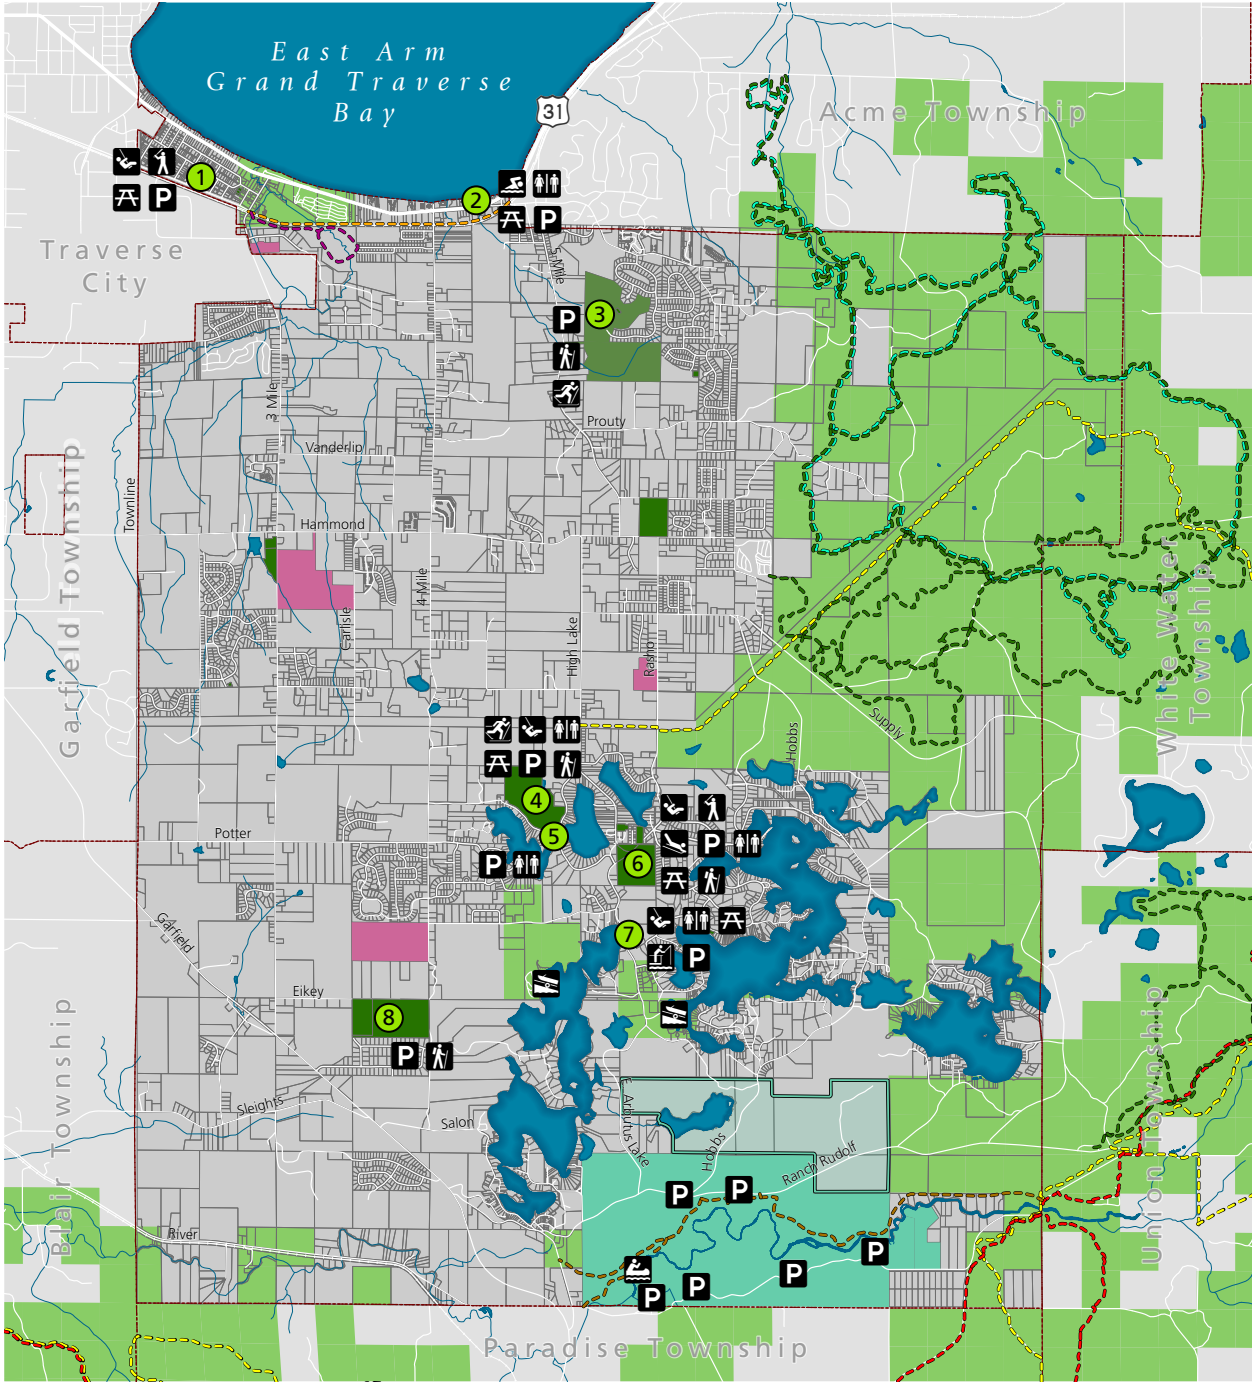 East Arm
Grand Traverse
Bay
31
Acme Township
1
P
2
P
Traverse
City
5 Mile
3
P
3 Mile
Prouty
Vanderlip
Garfield Township
Townline
Hammond
White Water
Township
4 Mile
Carlisle
High Lake
Rasho
Supply
Hobbs
P
4
Potter
5
P
P
6
Garfield
7
P
Eikey
8
P
Blair Township
Union Township
Sleights
Salon
E Arbutus Lake
Hobbs
Ranch Rudolf
P
P
River
P
P
P
P
Paradise Township